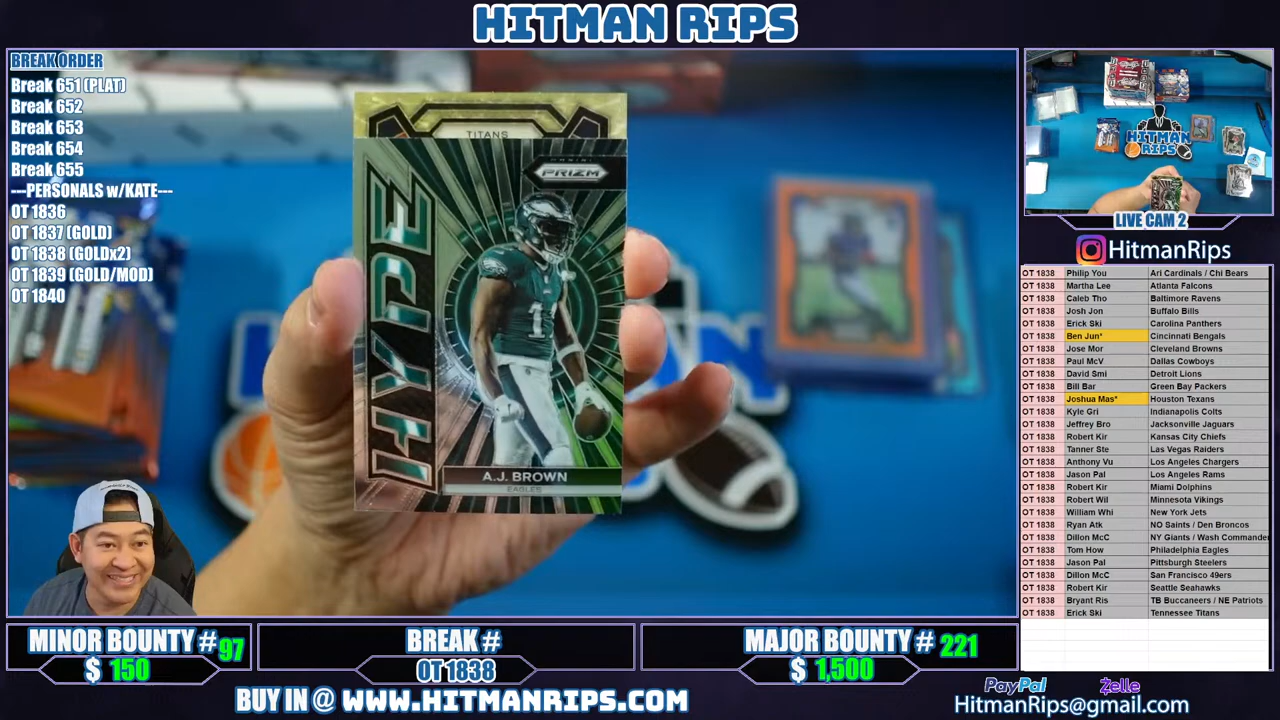 HITMAN RIPS
BREAK ORDER
Break 651 (PLAT)
Break 652
Break 653
Break 654
Break 655
---PERSONALS w/KATE---
OT 1836
OT 1837 (GOLD)
OT 1838 (GOLDx2)
OT 1839 (GOLD/MOD)
OT 1840
TITANS
PANINI
PRIZM
HYPE
A.J. BROWN
EAGLES
HITMAN
RIPS
LIVE CAM 2
HitmanRips
OT 1838 Philip You Ari Cardinals / Chi Bears
OT 1838 Martha Lee Atlanta Falcons
OT 1838 Caleb Tho Baltimore Ravens
OT 1838 Josh Jon Buffalo Bills
OT 1838 Erick Ski Carolina Panthers
OT 1838 Ben Jun* Cincinnati Bengals
OT 1838 Jose Mor Cleveland Browns
OT 1838 Paul McV Dallas Cowboys
OT 1838 David Smi Detroit Lions
OT 1838 Bill Bar Green Bay Packers
OT 1838 Joshua Mas* Houston Texans
OT 1838 Kyle Gri Indianapolis Colts
OT 1838 Jeffrey Bro Jacksonville Jaguars
OT 1838 Robert Kir Kansas City Chiefs
OT 1838 Tanner Ste Las Vegas Raiders
OT 1838 Anthony Vu Los Angeles Chargers
OT 1838 Jason Pal Los Angeles Rams
OT 1838 Robert Kir Miami Dolphins
OT 1838 Robert Wil Minnesota Vikings
OT 1838 William Whi New York Jets
OT 1838 Ryan Atk NO Saints / Den Broncos
OT 1838 Dillon McC NY Giants / Wash Commander
OT 1838 Tom How Philadelphia Eagles
OT 1838 Jason Pal Pittsburgh Steelers
OT 1838 Dillon McC San Francisco 49ers
OT 1838 Robert Kir Seattle Seahawks
OT 1838 Bryant Ris TB Buccaneers / NE Patriots
OT 1838 Erick Ski Tennessee Titans
MINOR BOUNTY # 97
$ 150
BREAK #
OT 1838
MAJOR BOUNTY # 221
$ 1,500
BUY IN @ WWW.HITMANRIPS.COM
PayPal Zelle
HitmanRips@gmail.com